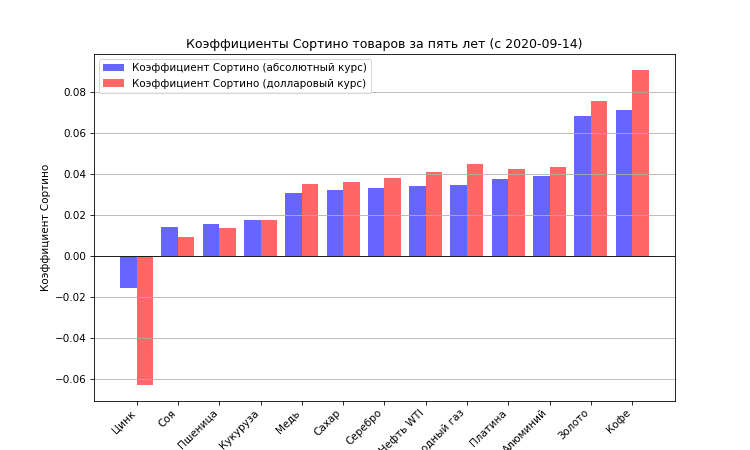 Коэффициенты Сортино товаров за пять лет (с 2020-09-14)
Коэффициент Сортино (абсолютный курс)
Коэффициент Сортино (долларовый курс)
Коэффициент Сортино
0.08
0.06
0.04
0.02
0.00
−0.02
−0.04
−0.06
Цинк
Соя
Пшеница
Кукуруза
Медь
Сахар
Серебро
Нефть WTI
одный газ
Платина
Алюминий
Золото
Кофе